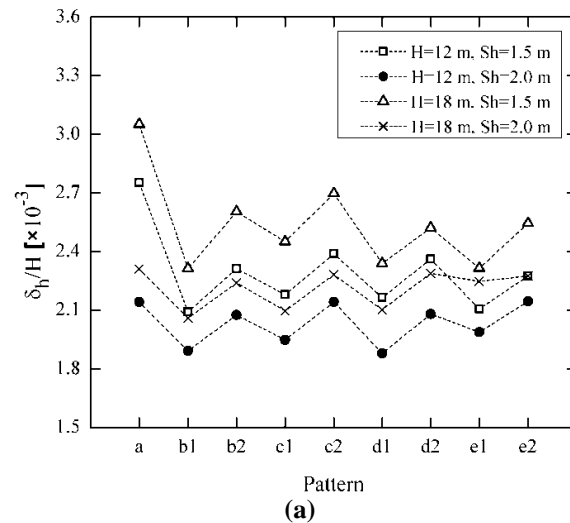 3.6
3.3
3.0
2.7
2.4
2.1
1.8
1.5
δh/H [×10⁻³]
H=12 m, Sh=1.5 m
H=12 m, Sh=2.0 m
H=18 m, Sh=1.5 m
H=18 m, Sh=2.0 m
a b1 b2 c1 c2 d1 d2 e1 e2
Pattern
(a)